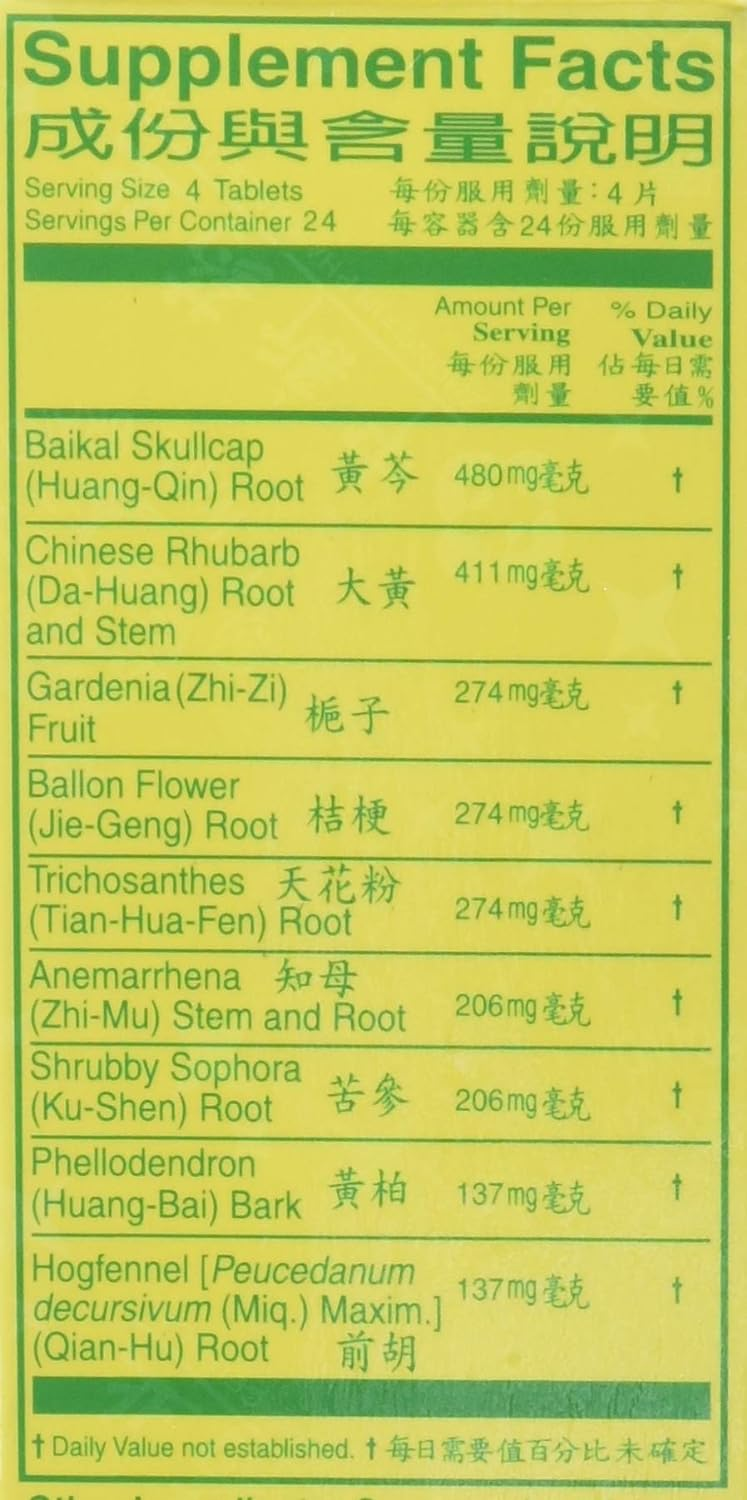 Supplement Facts
成份與含量說明
Serving Size 4 Tablets 每份服用劑量：4 片
Servings Per Container 24 每容器含24份服用劑量
Amount Per % Daily
Serving Value
每份服用 佔每日需
劑量 要值%
Baikal Skullcap
(Huang-Qin) Root 黃芩 480mg毫克 †
Chinese Rhubarb
(Da-Huang) Root 大黃 411mg毫克 †
and Stem
Gardenia (Zhi-Zi) 274mg毫克 †
Fruit 梔子
Ballon Flower
(Jie-Geng) Root 桔梗 274mg毫克 †
Trichosanthes 天花粉
(Tian-Hua-Fen) Root 274mg毫克 †
Anemarrhena 知母
(Zhi-Mu) Stem and Root 206mg毫克 †
Shrubby Sophora
(Ku-Shen) Root 苦參 206mg毫克 †
Phellodendron
(Huang-Bai) Bark 黃柏 137mg毫克 †
Hogfennel [Peucedanum 137mg毫克 †
decursivum (Miq.) Maxim.]
(Qian-Hu) Root 前胡
† Daily Value not established. † 每日需要值百分比未確定